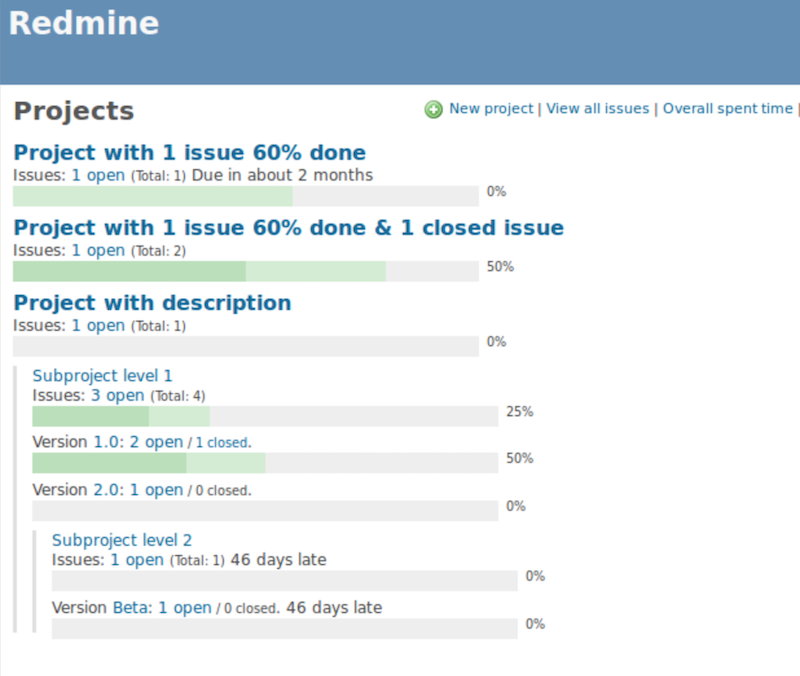 Redmine
Projects
New project | View all issues | Overall spent time |
Project with 1 issue 60% done
Issues: 1 open (Total: 1) Due in about 2 months
0%
Project with 1 issue 60% done & 1 closed issue
Issues: 1 open (Total: 2)
50%
Project with description
Issues: 1 open (Total: 1)
0%
Subproject level 1
Issues: 3 open (Total: 4)
25%
Version 1.0: 2 open / 1 closed.
50%
Version 2.0: 1 open / 0 closed.
0%
Subproject level 2
Issues: 1 open (Total: 1) 46 days late
0%
Version Beta: 1 open / 0 closed. 46 days late
0%